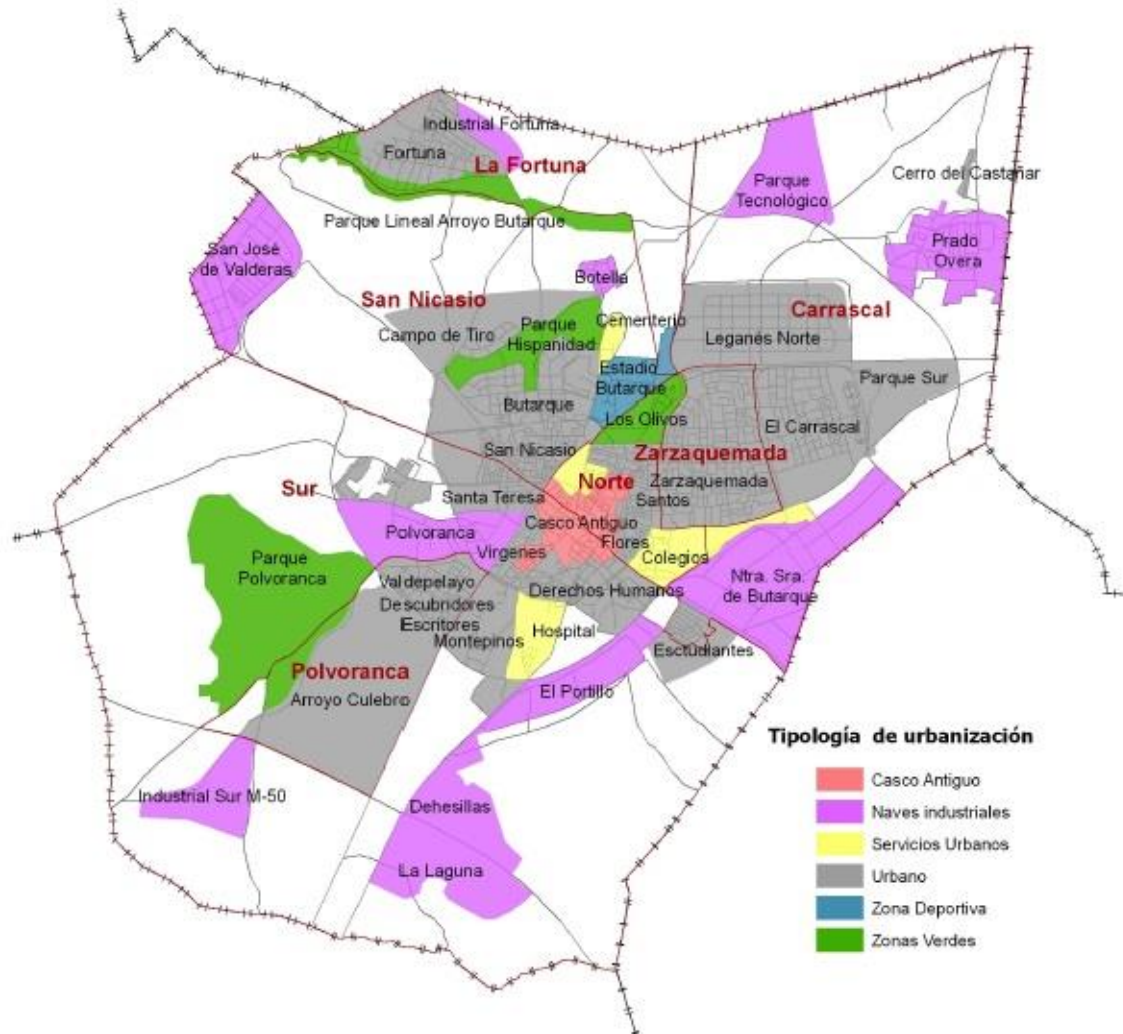 Industrial Fortuna
Fortuna
La Fortuna
Cerro del Castañar
Parque
Tecnológico
Parque Lineal Arroyo Butarque
San José
de Valderas
Prado
Overa
Botella
San Nicasio
Carrascal
Parque
Hispanidad
Cementerio
Campo de Tiro
Leganés Norte
Estadio
Butarque
Parque Sur
Butarque
Los Olivos
El Carrascal
San Nicasio
Zarzaquemada
Sur
Norte
Zarzaquemada
Santa Teresa
Santos
Casco Antiguo
Polvoranca
Flores
Virgenes
Colegios
Parque
Polvoranca
Valdepelayo
Ntra. Sra.
de Butarque
Derechos Humanos
Descubridores
Escritores
Montepinos
Hospital
Esctudiantes
Polvoranca
El Portillo
Arroyo Culebro
Tipología de urbanización
Casco Antiguo
Naves industriales
Servicios Urbanos
Urbano
Zona Deportiva
Zonas Verdes
Industrial Sur M-50
Dehesillas
La Laguna